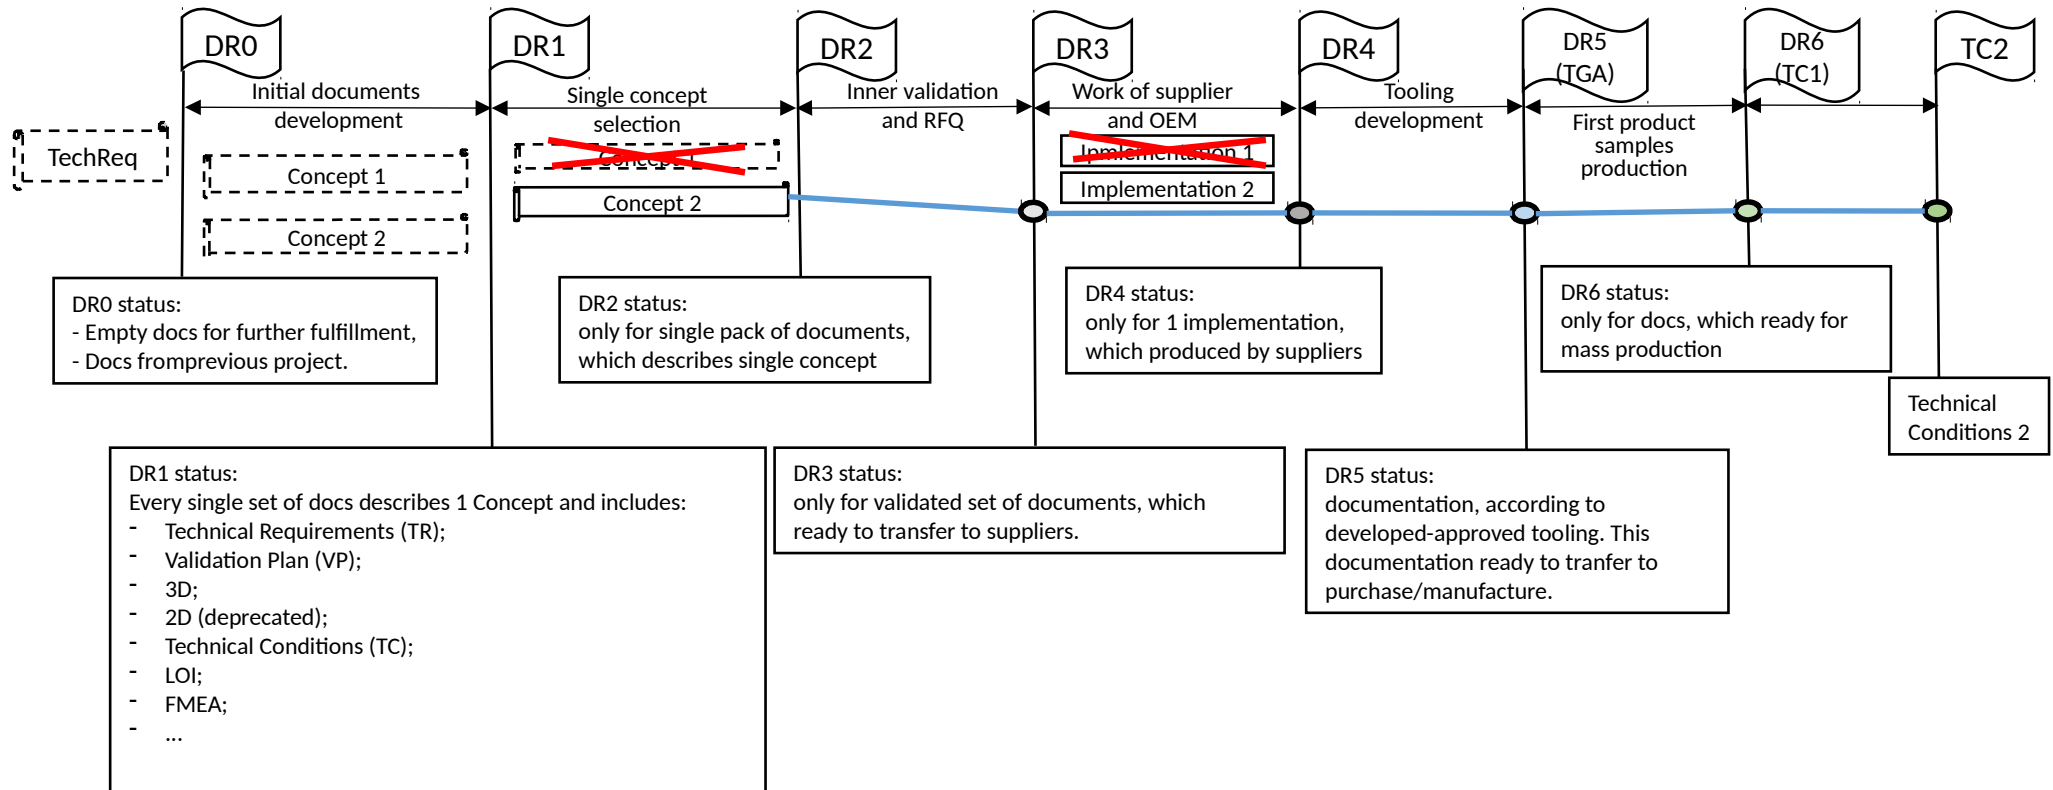 DR0
DR1
DR2
DR3
DR4
DR5
(TGA)
DR6
(TC1)
TC2
Initial documents
development
Single concept
selection
Inner validation
and RFQ
Work of supplier
and OEM
Tooling
development
First product
samples
production
TechReq
Concept 1
Concept 2
Concept 1
Concept 2
Ipmlementation 1
Implementation 2
DR0 status:
- Empty docs for further fulfillment,
- Docs fromprevious project.
DR2 status:
only for single pack of documents,
which describes single concept
DR4 status:
only for 1 implementation,
which produced by suppliers
DR6 status:
only for docs, which ready for
mass production
Technical
Conditions 2
DR1 status:
Every single set of docs describes 1 Concept and includes:
- Technical Requirements (TR);
- Validation Plan (VP);
- 3D;
- 2D (deprecated);
- Technical Conditions (TC);
- LOI;
- FMEA;
- ...
DR3 status:
only for validated set of documents, which
ready to transfer to suppliers.
DR5 status:
documentation, according to
developed-approved tooling. This
documentation ready to tranfer to
purchase/manufacture.